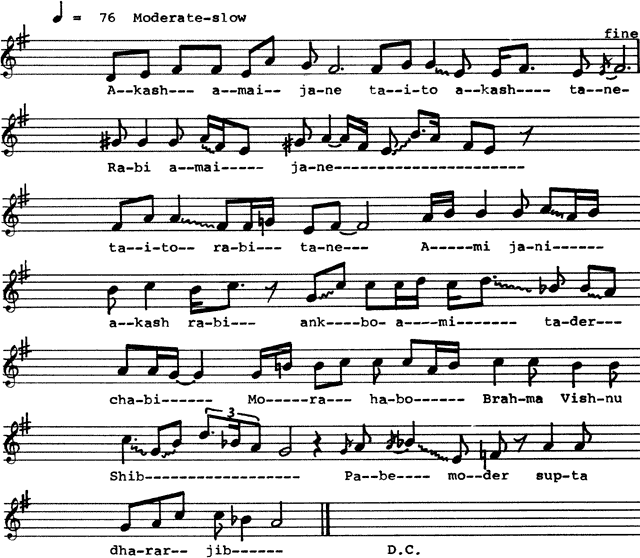 ♩ = 76 Moderate-slow
fine
A--kash--- a--mai-- ja-ne ta--i-to a-kash---- ta--ne-
Ra-bi a--mai----- ja--ne-----------------------
ta--i-to-- ra-bi--- ta-ne--- A-----mi ja-ni------
a--kash ra-bi--- ank----bo- a----mi------- ta-der---
cha-bi------ Mo-----ra--- ha-bo------ Brah-ma Vish-nu
3
Shib------------------ Pa--be---- mo--der sup-ta
dha-rar-- jib------ D.C.